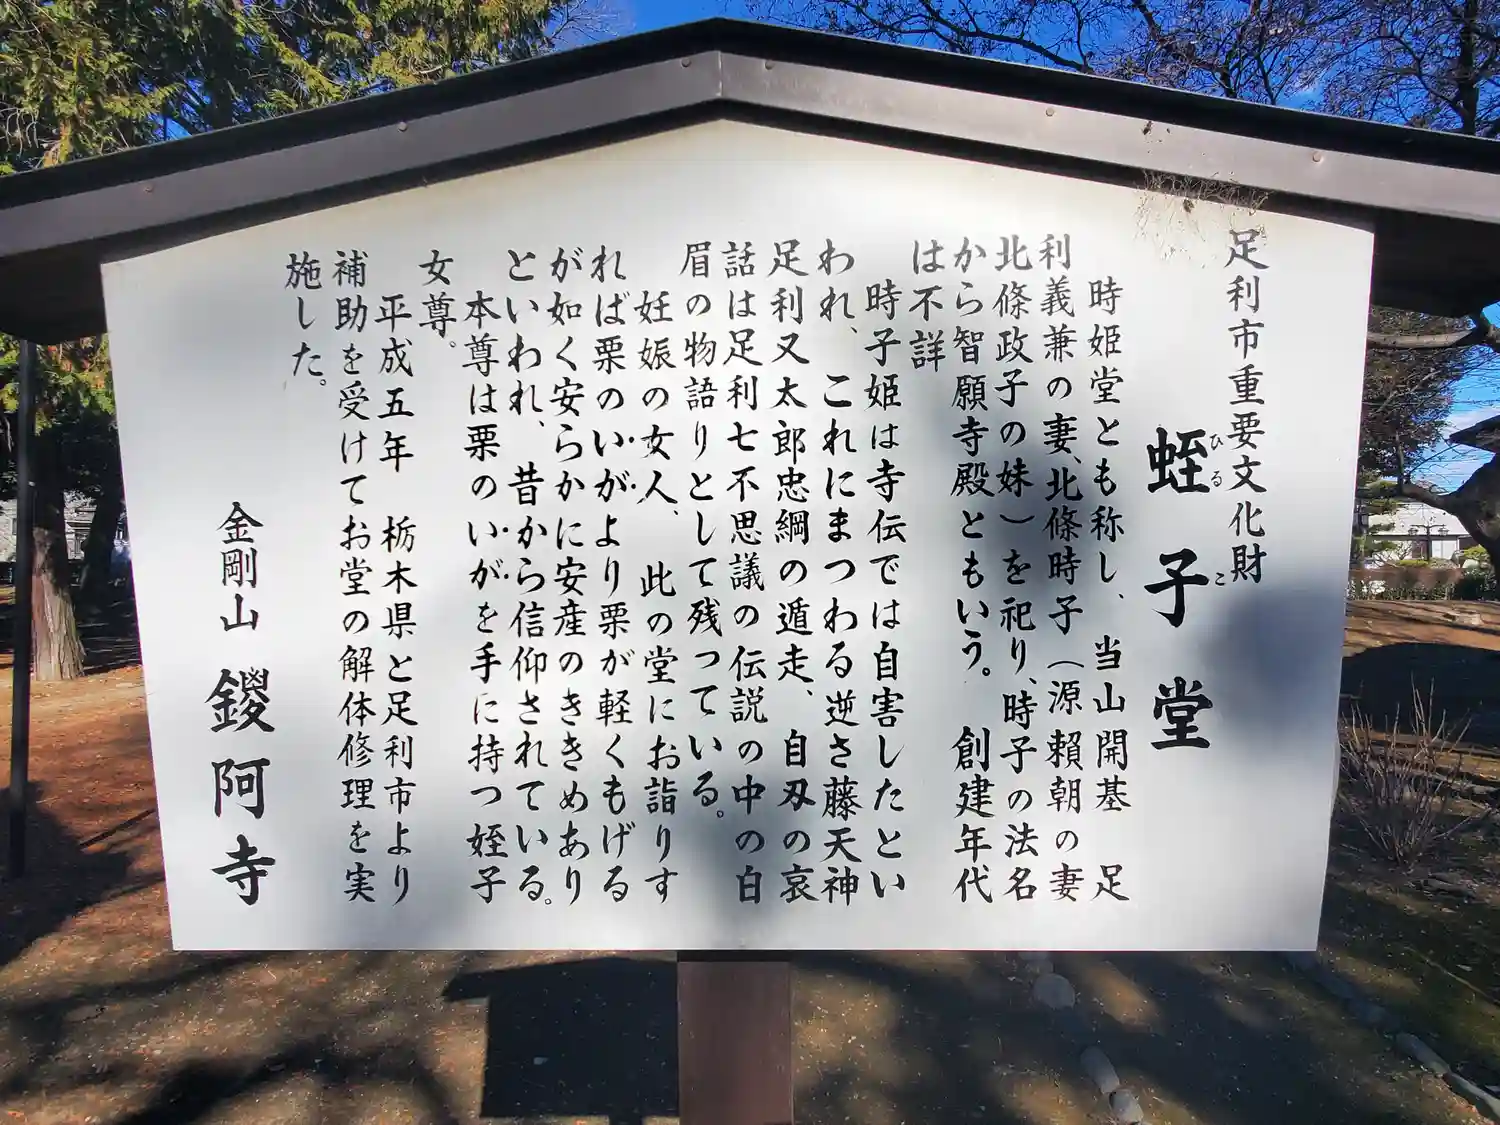 足利市重要文化財
蛭子堂
ひるこ
時姫堂とも称し、当山開基 足
利義兼の妻、北條時子(源賴朝の妻
北條政子の妹)を祀り、時子の法名
から智願寺殿ともいう。 創建年代
は不詳
時子姫は寺伝では自害したとい
われ、これにまつわる逆さ藤天神
足利又太郎忠綱の遁走、自刃の哀
話は足利七不思議の伝説の中の白
眉の物語りとして残っている。
妊娠の女人、此の堂にお詣りす
れば栗のいがより栗が軽くもげる
が如く安らかに安産のききめあり
といわれ、昔から信仰されている。
本尊は栗のいがを手に持つ姪子
女尊。
平成五年 栃木県と足利市より
補助を受けてお堂の解体修理を実
施した。
金剛山 鑁阿寺